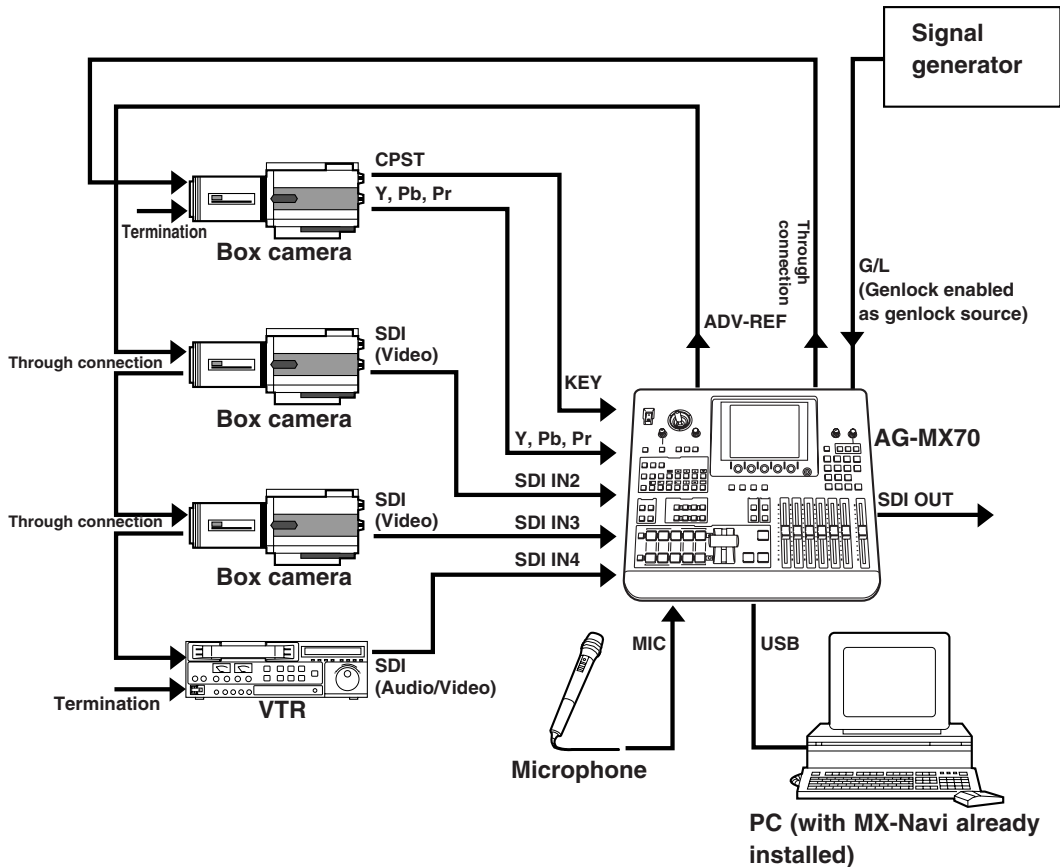 Signal
generator
CPST
Y, Pb, Pr
Termination
Box camera
Through
connection
G/L
(Genlock enabled
as genlock source)
ADV-REF
Through connection
SDI
(Video)
Box camera
KEY
Y, Pb, Pr
AG-MX70
SDI IN2
SDI OUT
Through connection
SDI
(Video)
SDI IN3
Box camera
SDI IN4
SDI
(Audio/Video)
Termination
VTR
MIC
USB
Microphone
PC (with MX-Navi already
installed)